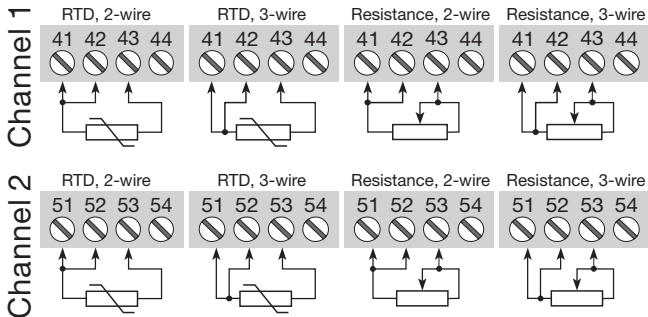 Channel 1
RTD, 2-wire
41 42 43 44
RTD, 3-wire
41 42 43 44
Resistance, 2-wire
41 42 43 44
Resistance, 3-wire
41 42 43 44
Channel 2
RTD, 2-wire
51 52 53 54
RTD, 3-wire
51 52 53 54
Resistance, 2-wire
51 52 53 54
Resistance, 3-wire
51 52 53 54